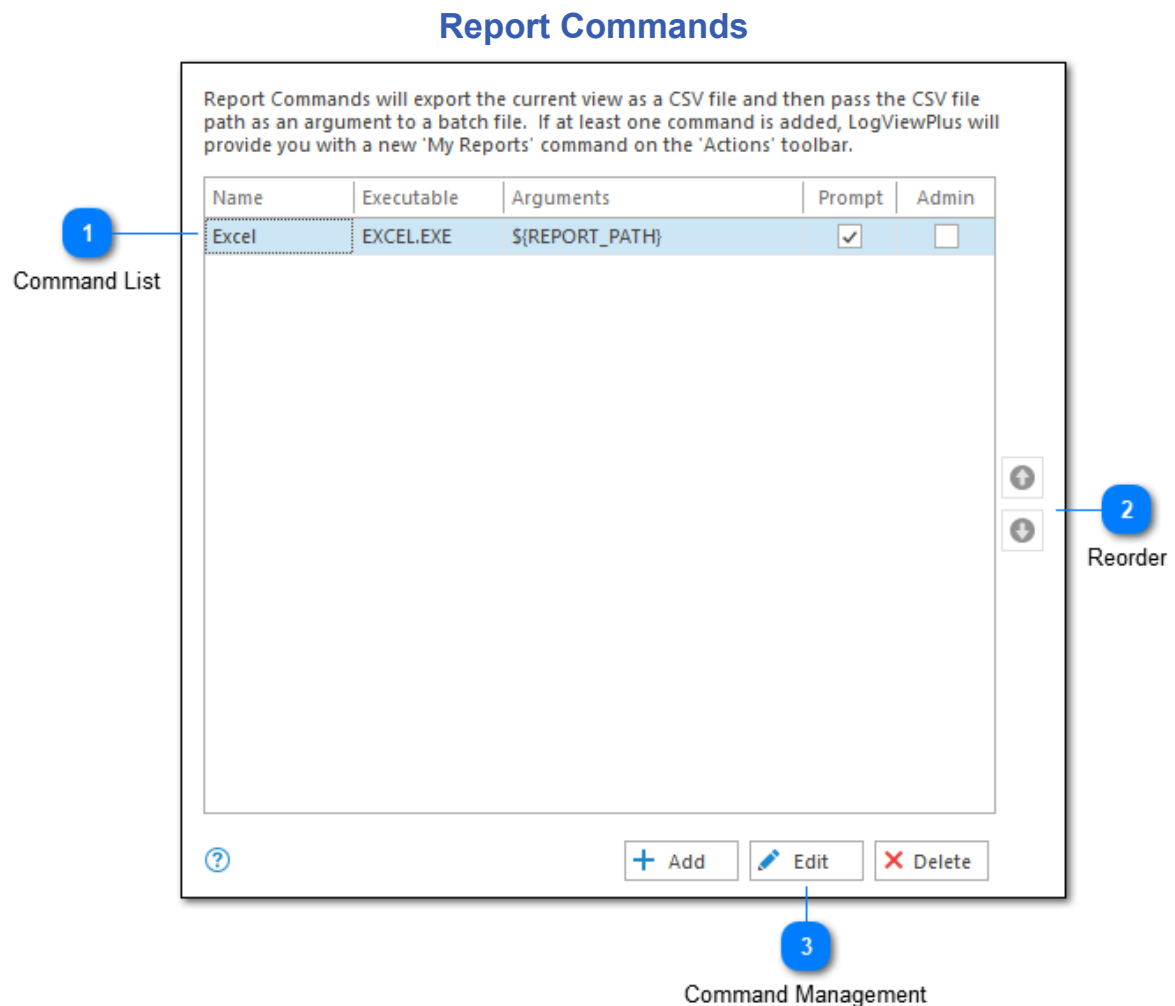 Report Commands
Report Commands will export the current view as a CSV file and then pass the CSV file
path as an argument to a batch file.  If at least one command is added, LogViewPlus will
provide you with a new 'My Reports' command on the 'Actions' toolbar.
Name Executable Arguments Prompt Admin
1
Excel EXCEL.EXE ${REPORT_PATH}
Command List
2
Reorder
? Add Edit Delete
3
Command Management